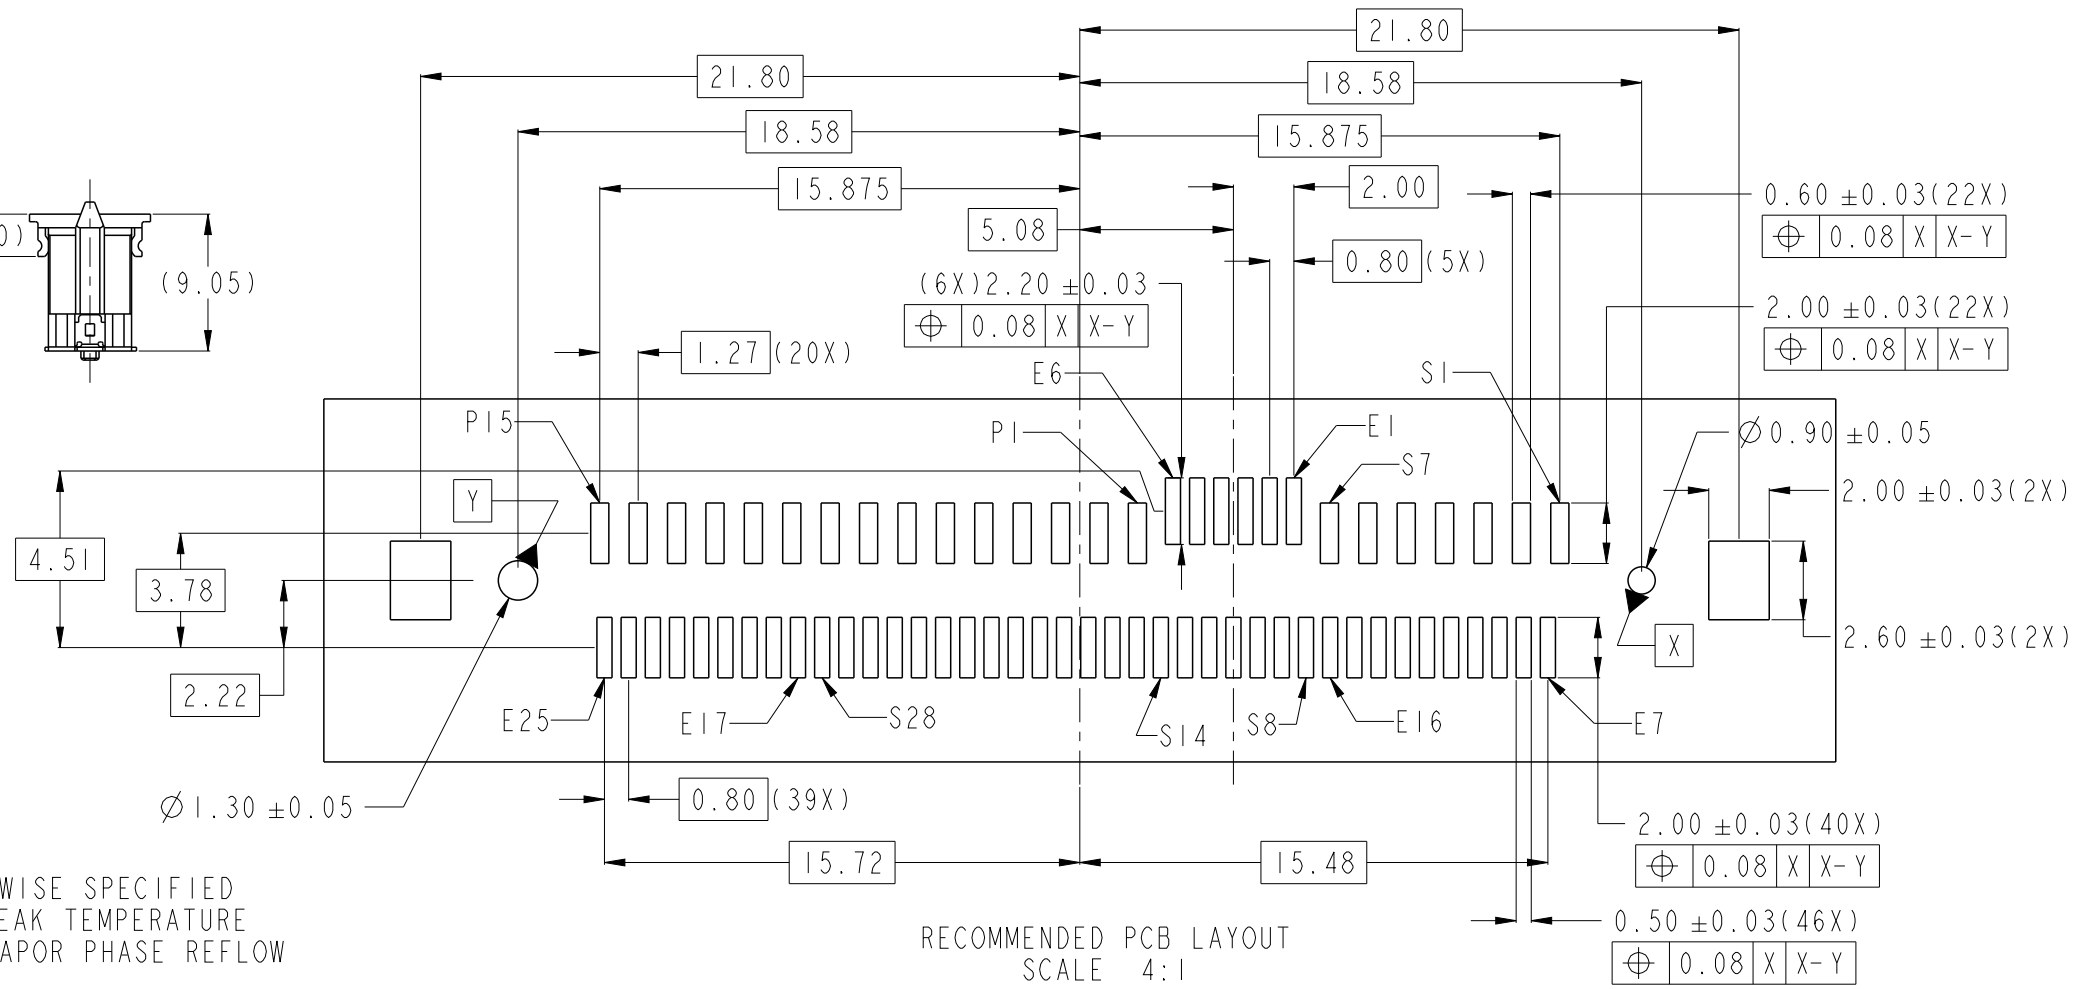 21.80
21.80
18.58
18.58
15.875
15.875
2.00
0.60 ±0.03(22X)
0.08 X X-Y
5.08
0)
0.80 (5X)
(9.05)
(6X)2.20 ±0.03
0.08 X X-Y
2.00 ±0.03(22X)
0.08 X X-Y
1.27 (20X)
E6
S1
P15
P1
E1
S7
Ø0.90 ±0.05
Y
2.00 ±0.03(2X)
4.51
3.78
X
2.60 ±0.03(2X)
2.22
E25
E17
S28
S14
S8
E16
E7
Ø1.30 ±0.05
0.80 (39X)
2.00 ±0.03(40X)
0.08 X X-Y
15.72
15.48
WISE SPECIFIED
EAK TEMPERATURE
APOR PHASE REFLOW
0.50 ±0.03(46X)
0.08 X X-Y
RECOMMENDED PCB LAYOUT
SCALE 4:1